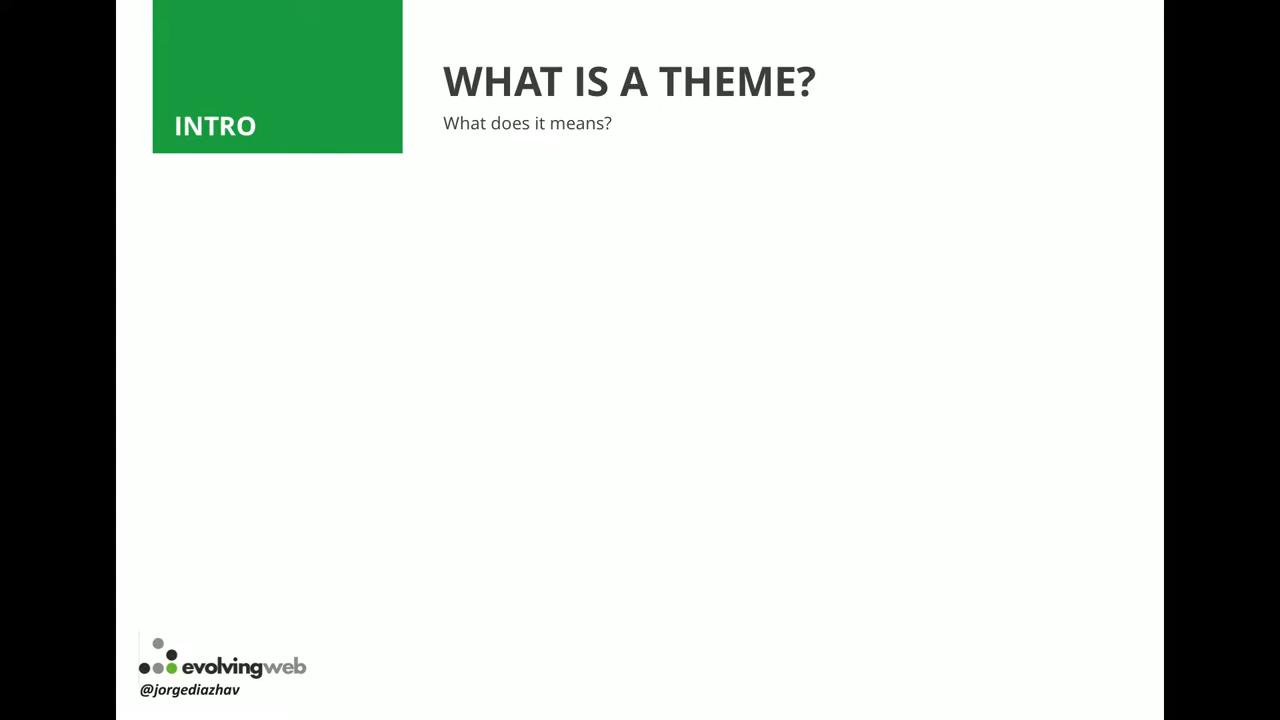 INTRO
WHAT IS A THEME?
What does it means?
evolvingweb
@jorgediazhav